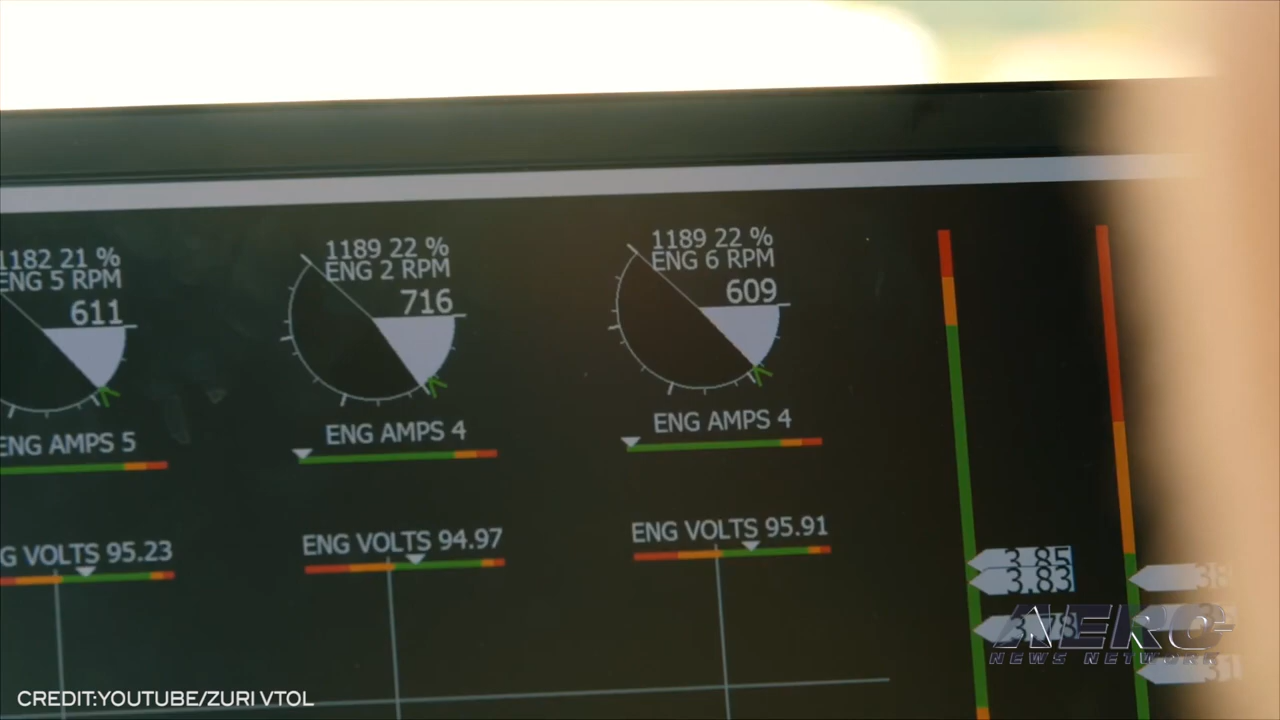 1182 21 %
ENG 5 RPM
611
ENG AMPS 5
VOLTS 95.23
1189 22 %
ENG 2 RPM
716
ENG AMPS 4
ENG VOLTS 94.97
1189 22 %
ENG 6 RPM
609
ENG AMPS 4
ENG VOLTS 95.91
3.85
3.83
3.78
AERO
NEWS NETWORK
CREDIT:YOUTUBE/ZURI VTOL